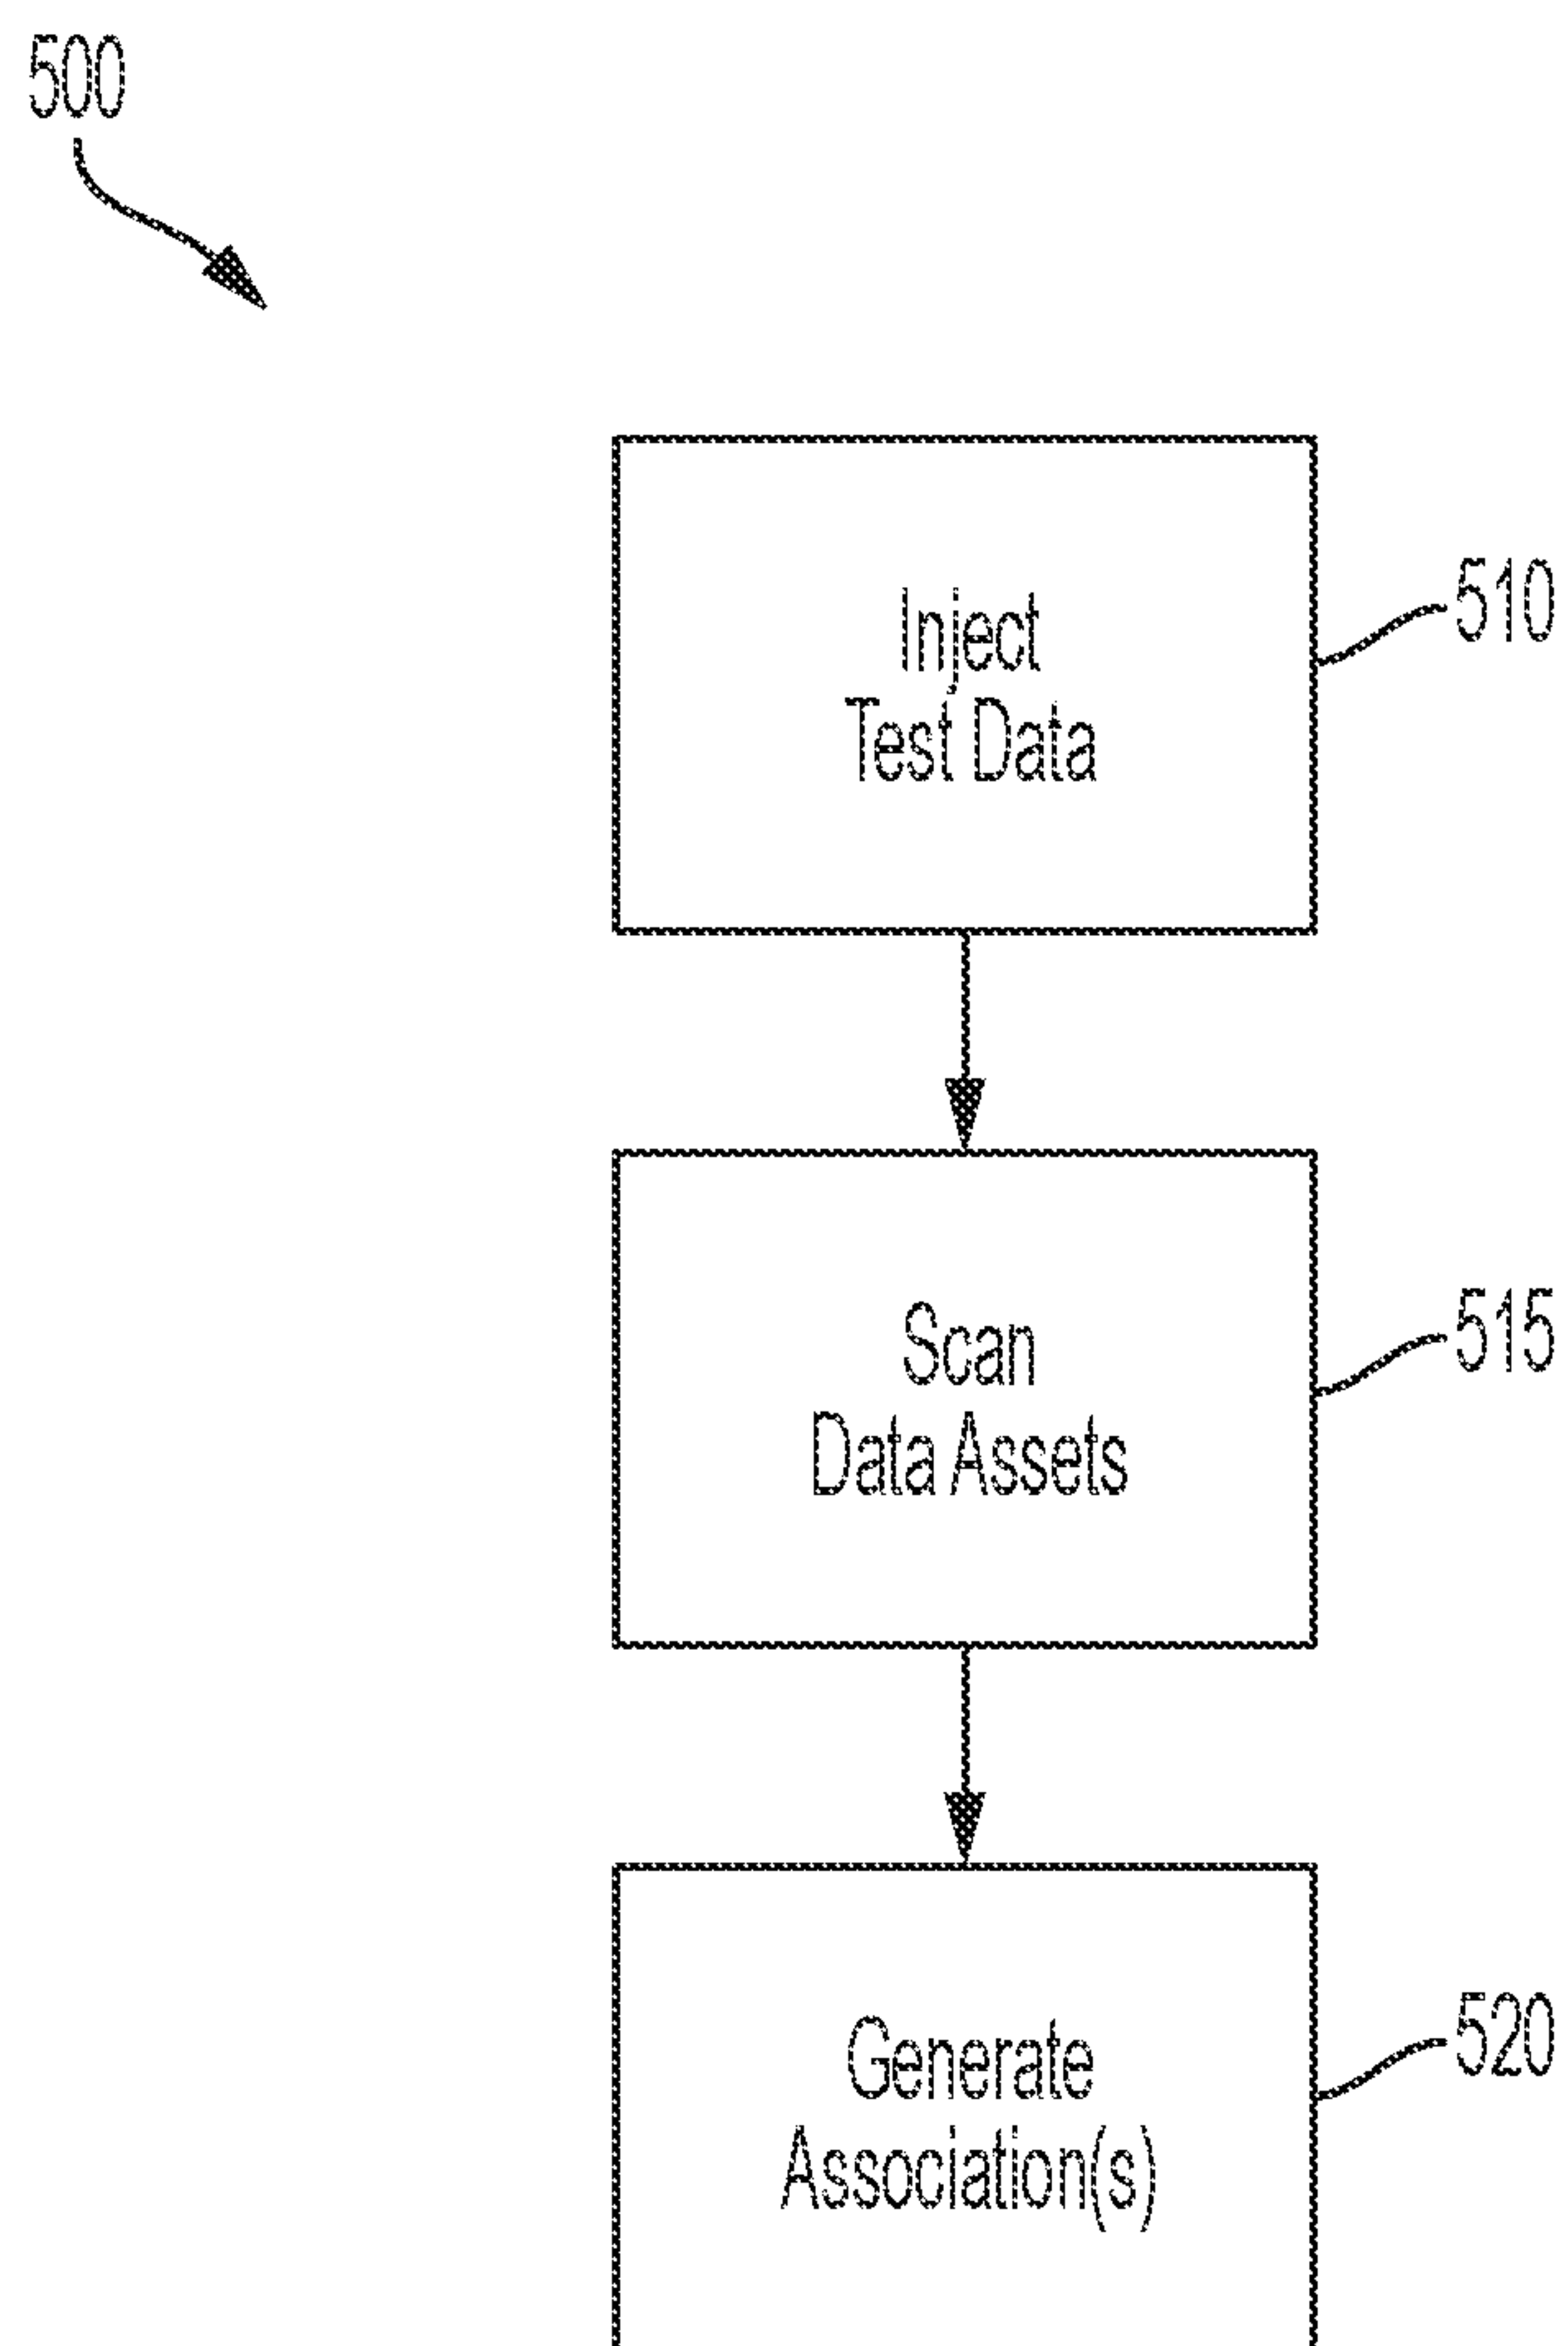 500
Inject
Test Data
510
Scan
Data Assets
515
Generate
Association(s)
520